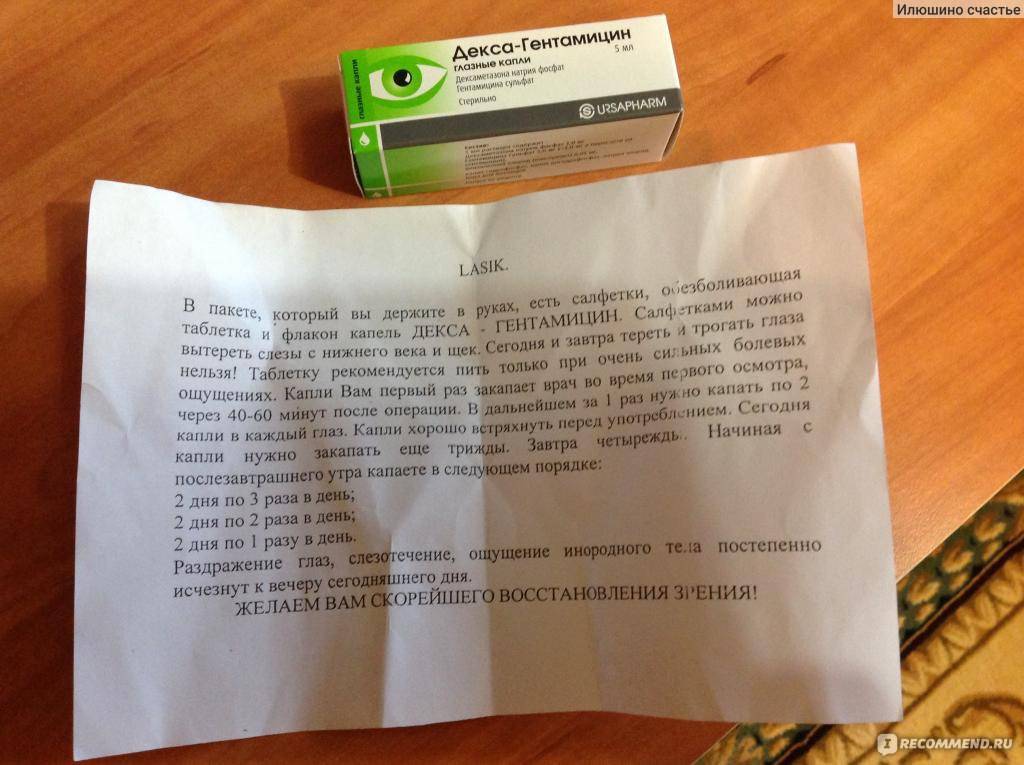 Илюшино счастье
глазные капли
Декса-Гентамицин
5 мл
глазные капли
Дексаметазона натрия фосфат
Гентамицина сульфат
Стерильно
URSAPHARM
Состав:
LASIK.
В пакете, который вы держите в руках, есть салфетки, обезболивающая
таблетка и флакон капель ДЕКСА - ГЕНТАМИЦИН. Салфетками можно
вытереть слезы с нижнего века и щек. Сегодня и завтра тереть и трогать глаза
нельзя! Таблетку рекомендуется пить только при очень сильных болевых
ощущениях. Капли Вам первый раз закапает врач во время первого осмотра,
через 40-60 минут после операции. В дальнейшем за 1 раз нужно капать по 2
капли в каждый глаз. Капли хорошо встряхнуть перед употреблением. Сегодня
капли нужно закапать еще трижды. Завтра четырежды. Начиная с
послезавтрашнего утра капаете в следующем порядке:
2 дня по 3 раза в день;
2 дня по 2 раза в день;
2 дня по 1 разу в день.
Раздражение глаз, слезотечение, ощущение инородного тела постепенно
исчезнут к вечеру сегодняшнего дня.
ЖЕЛАЕМ ВАМ СКОРЕЙШЕГО ВОССТАНОВЛЕНИЯ ЗРЕНИЯ!
IRECOMMEND.RU